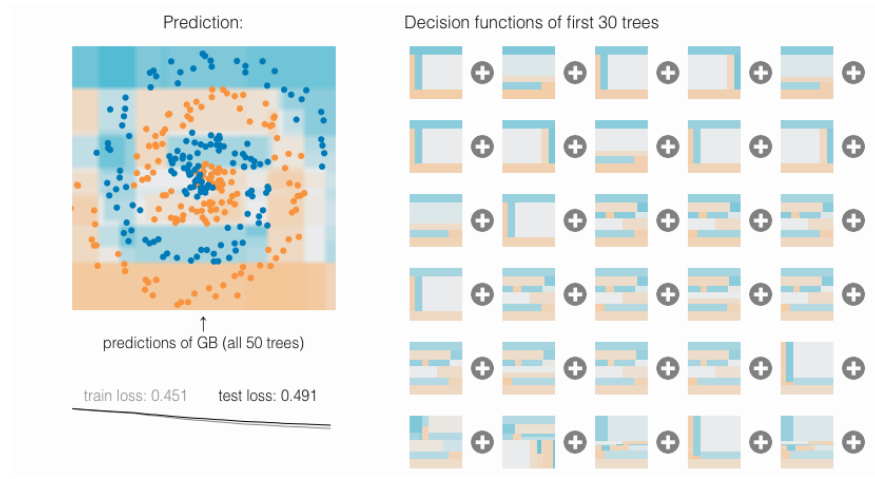 Prediction:
Decision functions of first 30 trees
↑
predictions of GB (all 50 trees)
train loss: 0.451 test loss: 0.491